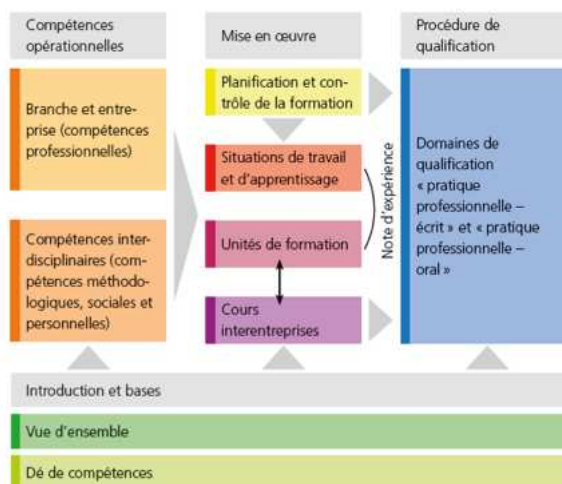 Compétences
opérationnelles
Branche et entre-
prise (compétences
professionnelles)
Compétences inter-
disciplinaires (com-
pétences méthodo-
logiques, sociales et
personnelles)
Mise en œuvre
Planification et con-
trôle de la formation
Situations de travail
et d'apprentissage
Unités de formation
Cours
interentreprises
Note d'expérience
Procédure de
qualification
Domaines de
qualification
« pratique
professionnelle –
écrit » et « pratique
professionnelle –
oral »
Introduction et bases
Vue d'ensemble
Dé de compétences